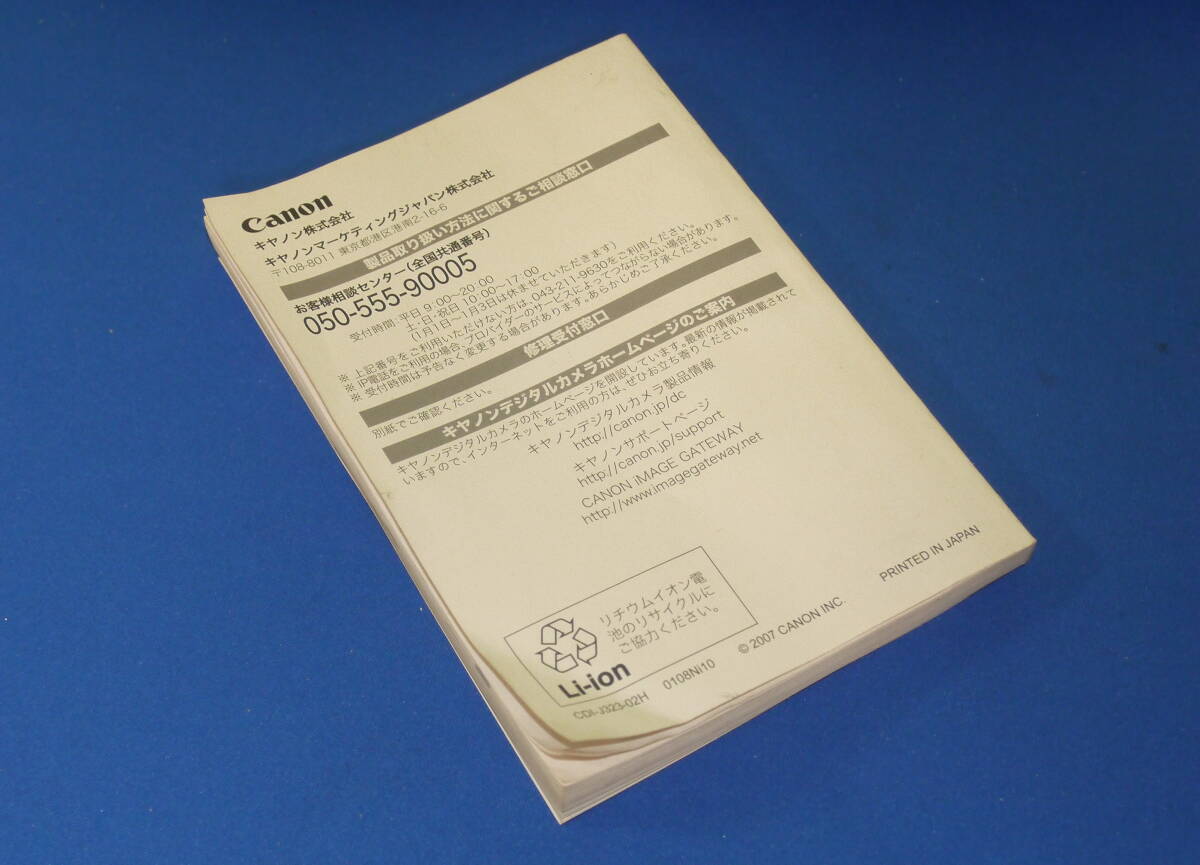 Canon
キヤノン株式会社
キヤノンマーケティングジャパン株式会社
〒108-8011 東京都港区港南2-16-6
製品取り扱い方法に関するご相談窓口
お客様相談センター(全国共通番号)
050-555-90005
受付時間:平日 9:00〜20:00
土・日・祝日 10:00〜17:00
(1月1日〜1月3日は休ませていただきます)
※ 上記番号をご利用いただけない方は、043-211-9630をご利用ください。
※ IP電話をご利用の場合、プロバイダーのサービスによってつながらない場合があります。
※ 受付時間は予告なく変更する場合があります。あらかじめご了承ください。
修理受付窓口
別紙でご確認ください。
キヤノンデジタルカメラホームページのご案内
キヤノンデジタルカメラのホームページを開設しています。最新の情報が掲載されて
いますので、インターネットをご利用の方は、ぜひお立ち寄りください。
キヤノンデジタルカメラ製品情報
http://canon.jp/dc
キヤノンサポートページ
http://canon.jp/support
CANON iMAGE GATEWAY
http://www.imagegateway.net
リチウムイオン電
池のリサイクルに
ご協力ください。
Li-ion
CDI-J323-02H 0108Ni10 © 2007 CANON INC. PRINTED IN JAPAN